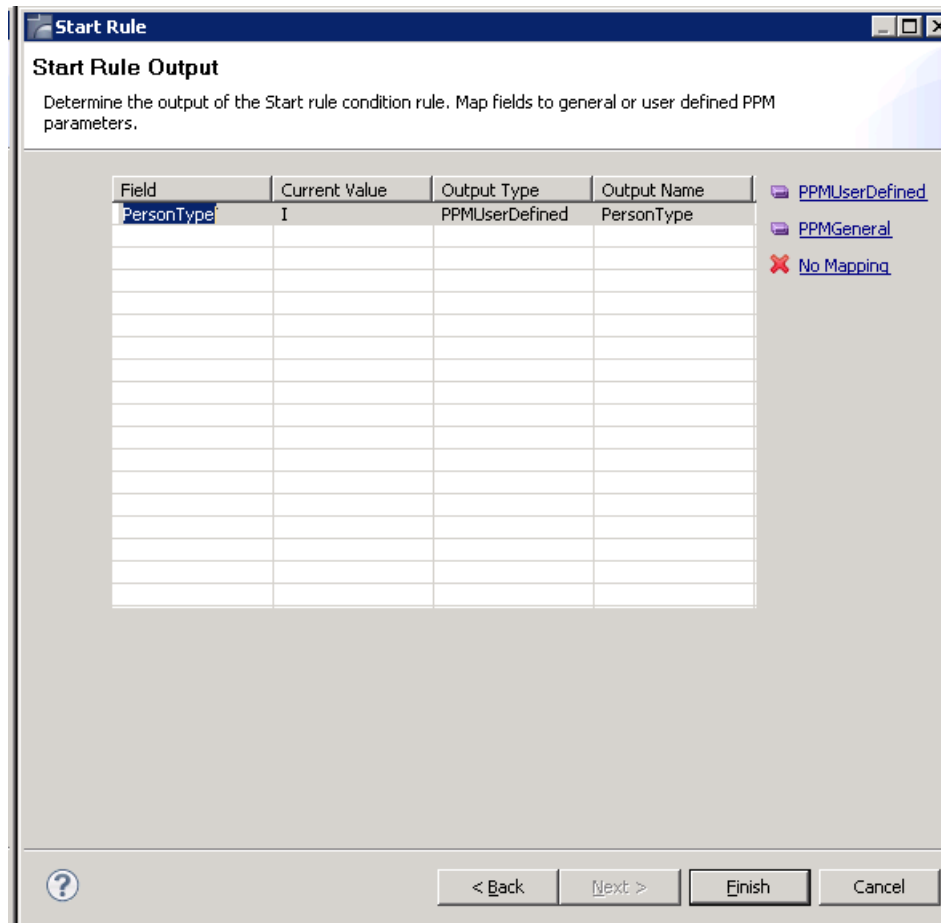 Start Rule
Start Rule Output
Determine the output of the Start rule condition rule. Map fields to general or user defined PPM
parameters.
Field Current Value Output Type Output Name
PersonType I PPMUserDefined PersonType
PPMUserDefined
PPMGeneral
No Mapping
?
< Back Next > Finish Cancel